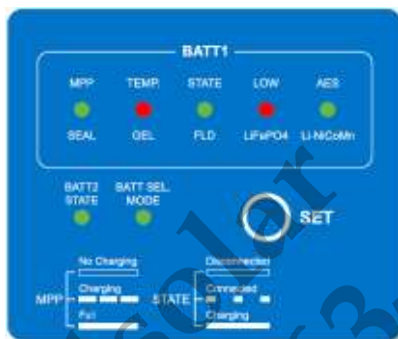 BATT1
MPP TEMP. STATE LOW AES
SEAL GEL FLD LiFePO4 Li-NiCoMn
BATT2 STATE
BATT SEL. MODE
SET
No Charging
Disconnected
MPP
Charging
STATE
Connected
Full
Charging
solar